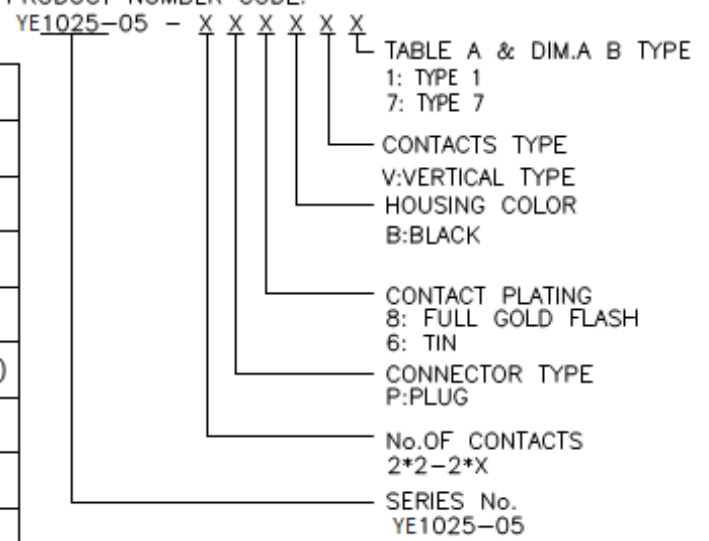 PRODUCT NUMBER CODE:
YE1025-05 - X X X X X X
TABLE A & DIM.A B TYPE
1: TYPE 1
7: TYPE 7
CONTACTS TYPE
V:VERTICAL TYPE
HOUSING COLOR
B:BLACK
CONTACT PLATING
8: FULL GOLD FLASH
6: TIN
)
CONNECTOR TYPE
P:PLUG
No.OF CONTACTS
2*2-2*X
SERIES No.
YE1025-05